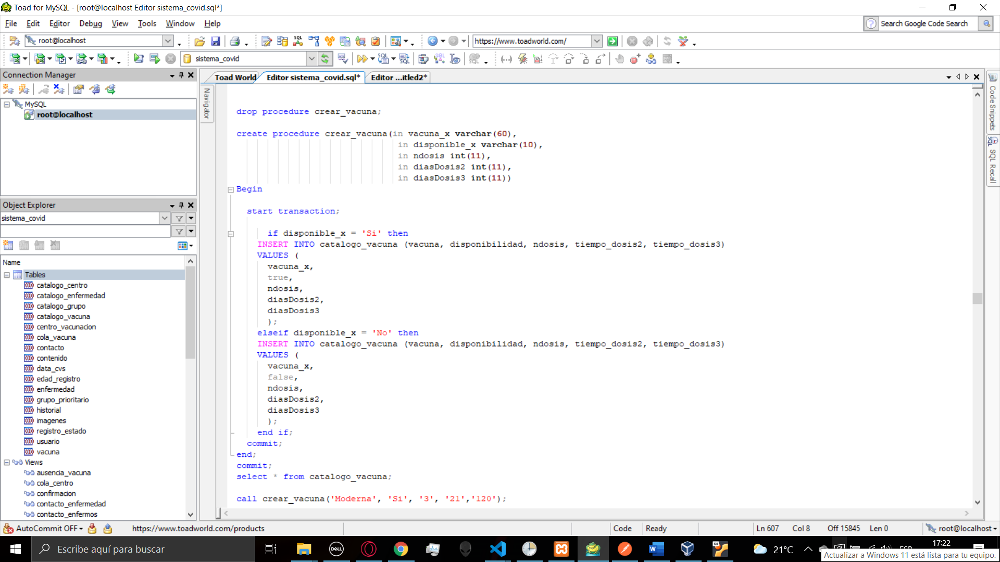 Toad for MySQL - [root@localhost Editor sistema_covid.sql*]
File Edit Editor Debug View Tools Window Help
Search Google Code Search
root@localhost
https://www.toadworld.com/
sistema_covid
Connection Manager
MySQL
root@localhost
Object Explorer
sistema_covid
Name
Tables
catalogo_centro
catalogo_enfermedad
catalogo_grupo
catalogo_vacuna
centro_vacunacion
cola_vacuna
contacto
contenido
data_cvs
edad_registro
enfermedad
grupo_prioritario
historial
imagenes
registro_estado
usuario
vacuna
Views
ausencia_vacuna
cola_centro
confirmacion
contacto_enfermedad
contacto_enfermos
Toad World
Editor sistema_covid.sql*
Editor ...itled2*
Navigator
drop procedure crear_vacuna;
create procedure crear_vacuna(in vacuna_x varchar(60),
in disponible_x varchar(10),
in ndosis int(11),
in diasDosis2 int(11),
in diasDosis3 int(11))
Begin
start transaction;
if disponible_x = 'Si' then
INSERT INTO catalogo_vacuna (vacuna, disponibilidad, ndosis, tiempo_dosis2, tiempo_dosis3)
VALUES (
vacuna_x,
true,
ndosis,
diasDosis2,
diasDosis3
);
elseif disponible_x = 'No' then
INSERT INTO catalogo_vacuna (vacuna, disponibilidad, ndosis, tiempo_dosis2, tiempo_dosis3)
VALUES (
vacuna_x,
false,
ndosis,
diasDosis2,
diasDosis3
);
end if;
commit;
end;
commit;
select * from catalogo_vacuna;
call crear_vacuna('Moderna', 'Si', '3', '21','120');
Code Snippets
SQL Recall
AutoCommit OFF
https://www.toadworld.com/products
Code
Ready
Ln 607 Col 8 Off 15845 Len 0
root@localhost
Escribe aquí para buscar
DELL
21°C
17:22
Actualizar a Windows 11 está lista para tu equipo.